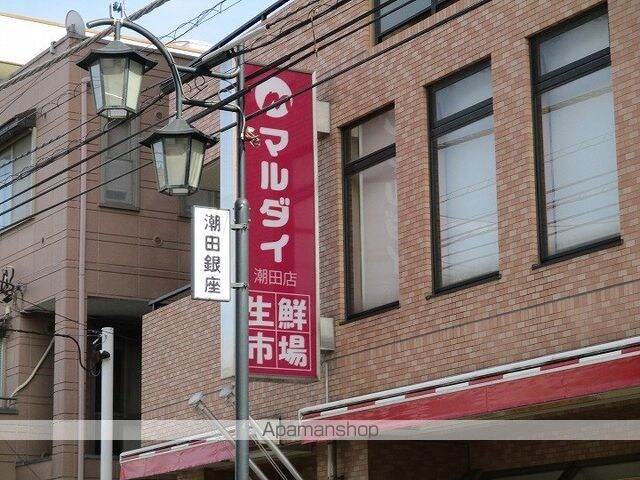 マルダイ
潮田店
生鮮
市場
潮田銀座
Apamanshop